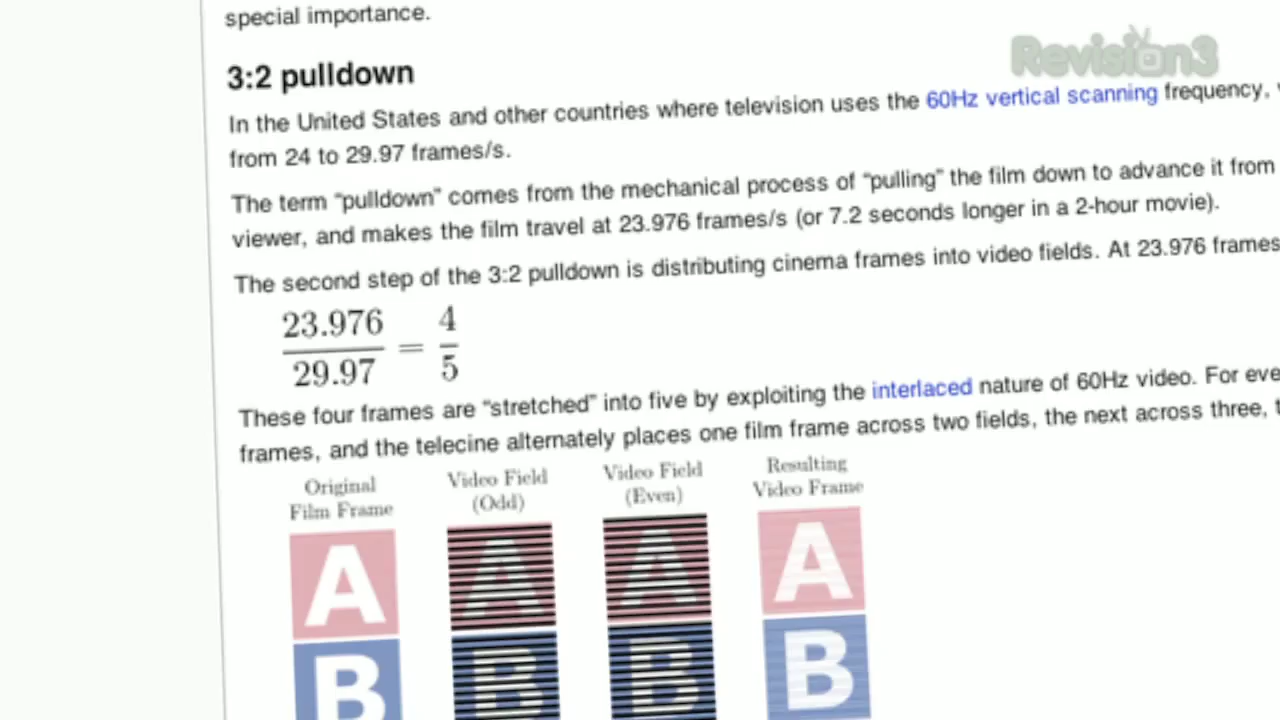 special importance.
Revision3
3:2 pulldown
In the United States and other countries where television uses the 60Hz vertical scanning frequency,
from 24 to 29.97 frames/s.
The term “pulldown” comes from the mechanical process of “pulling” the film down to advance it from
viewer, and makes the film travel at 23.976 frames/s (or 7.2 seconds longer in a 2-hour movie).
The second step of the 3:2 pulldown is distributing cinema frames into video fields. At 23.976 frames
23.976 / 29.97 = 4 / 5
These four frames are “stretched” into five by exploiting the interlaced nature of 60Hz video. For eve
frames, and the telecine alternately places one film frame across two fields, the next across three, t
Original Video Field Video Field Resulting
Film Frame (Odd) (Even) Video Frame
A A A A
B B B B